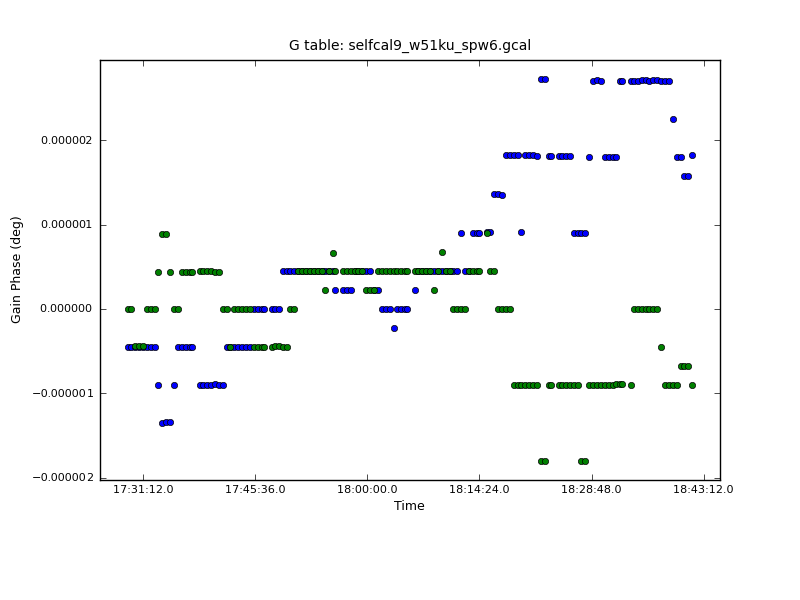 G table: selfcal9_w51ku_spw6.gcal
Gain Phase (deg)
0.000002
0.000001
0.000000
−0.000001
−0.000002
17:31:12.0 17:45:36.0 18:00:00.0 18:14:24.0 18:28:48.0 18:43:12.0
Time